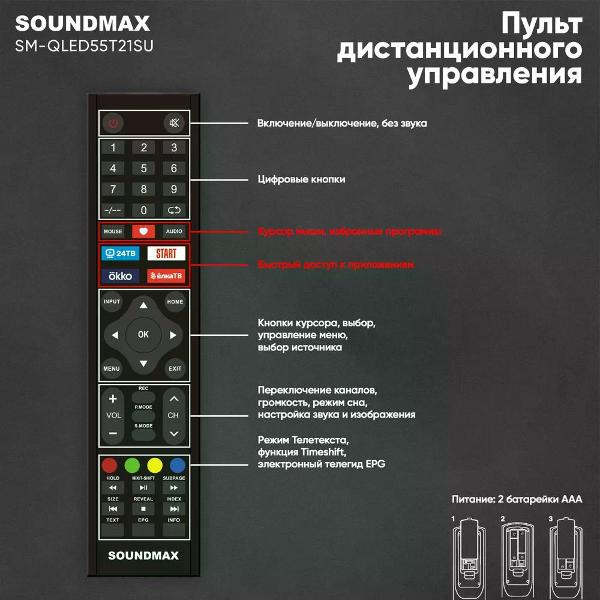 SOUNDMAX
SM-QLED55T21SU
Пульт
дистанционного
управления
Включение/выключение, без звука
1 2 3
4 5 6
7 8 9
-/-- 0
Цифровые кнопки
MOUSE AUDIO
Курсор мыши, избранные программы
24ТВ START
okko ёлкаТВ
Быстрый доступ к приложениям
INPUT HOME
OK
MENU EXIT
Кнопки курсора, выбор,
управление меню,
выбор источника
REC
+ P.MODE
VOL CH
− S.MODE
Переключение каналов,
громкость, режим сна,
настройка звука и изображения
Режим Телетекста,
функция Timeshift,
электронный телегид EPG
HOLD SUBPAGE
SIZE REVEAL INDEX
TEXT EPG INFO
SOUNDMAX
Питание: 2 батарейки ААА
1 2 3